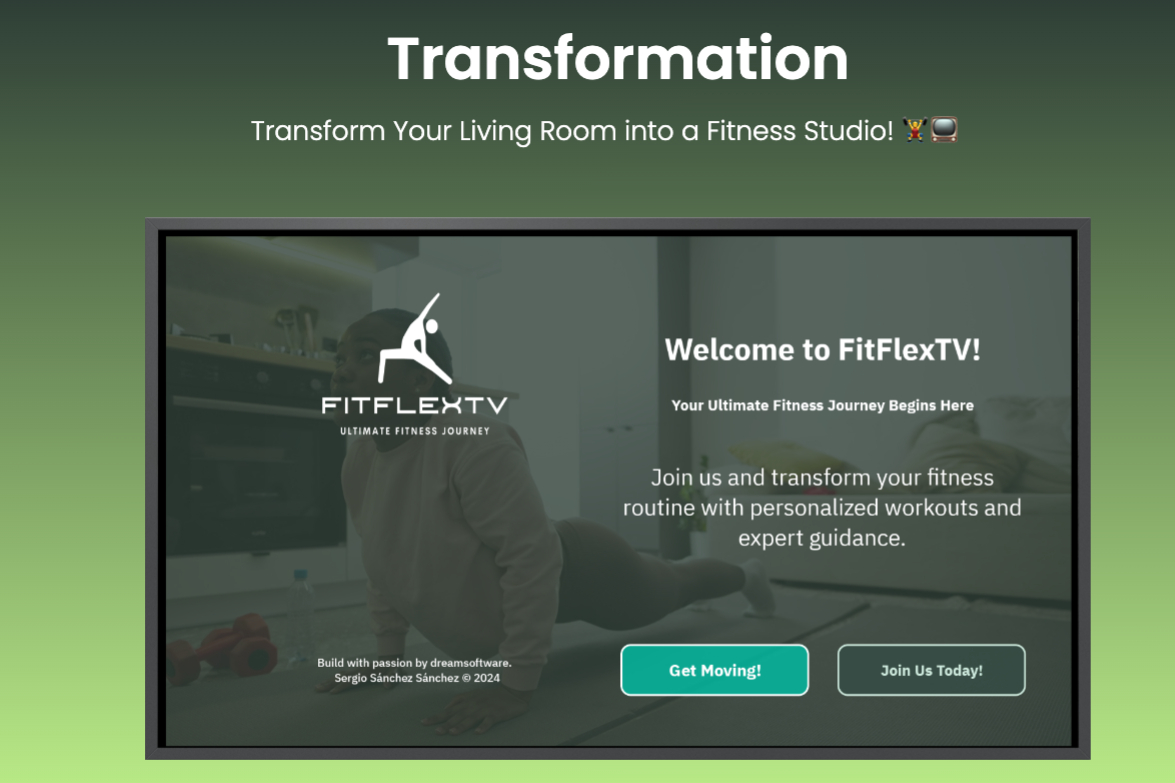 Transformation
Transform Your Living Room into a Fitness Studio! 🏋️📺
FITFLEXTV
ULTIMATE FITNESS JOURNEY
Welcome to FitFlexTV!
Your Ultimate Fitness Journey Begins Here
Join us and transform your fitness
routine with personalized workouts and
expert guidance.
Build with passion by dreamsoftware.
Sergio Sánchez Sánchez © 2024
Get Moving!
Join Us Today!